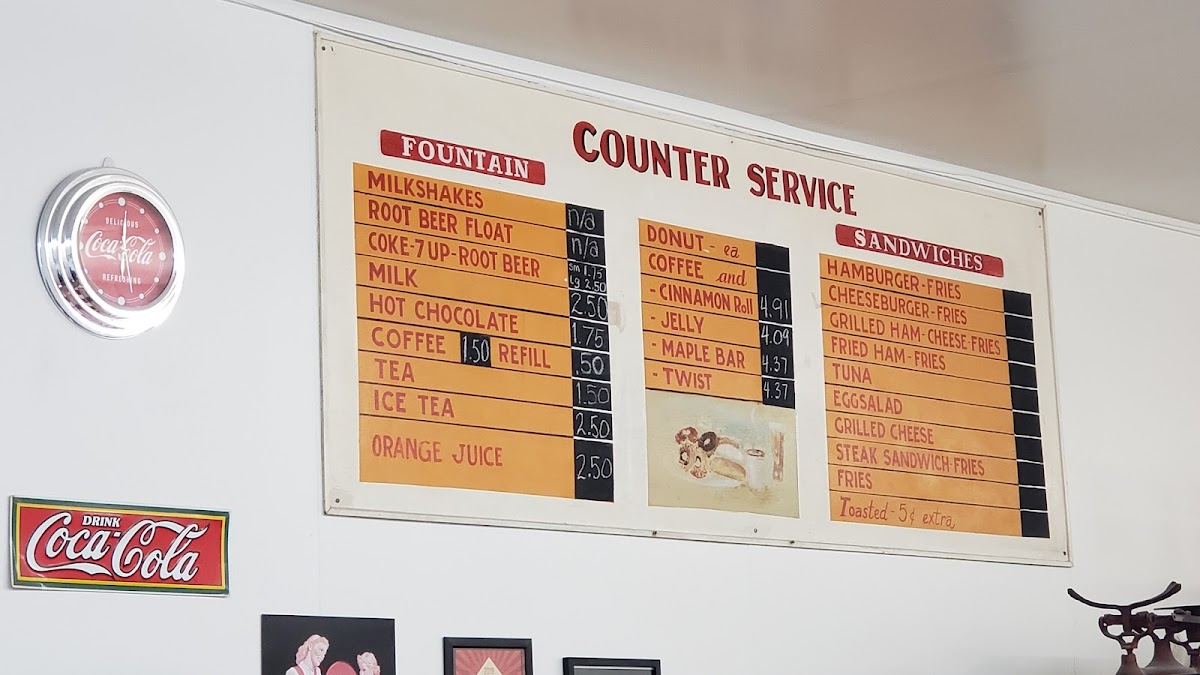 COUNTER SERVICE
FOUNTAIN
MILKSHAKES n/a
ROOT BEER FLOAT n/a
COKE-7UP-ROOT BEER sm 1.75 lg 2.50
MILK 2.50
HOT CHOCOLATE 1.75
COFFEE 1.50 REFILL .50
TEA 1.50
ICE TEA 2.50
ORANGE JUICE 2.50
DONUT - ea
COFFEE and
- CINNAMON Roll 4.91
- JELLY 4.09
- MAPLE BAR 4.37
- TWIST 4.37
SANDWICHES
HAMBURGER-FRIES
CHEESEBURGER-FRIES
GRILLED HAM-CHEESE-FRIES
FRIED HAM-FRIES
TUNA
EGGSALAD
GRILLED CHEESE
STEAK SANDWICH-FRIES
FRIES
Toasted - 5¢ extra
DELICIOUS
Coca-Cola
REFRESHING
DRINK
Coca-Cola